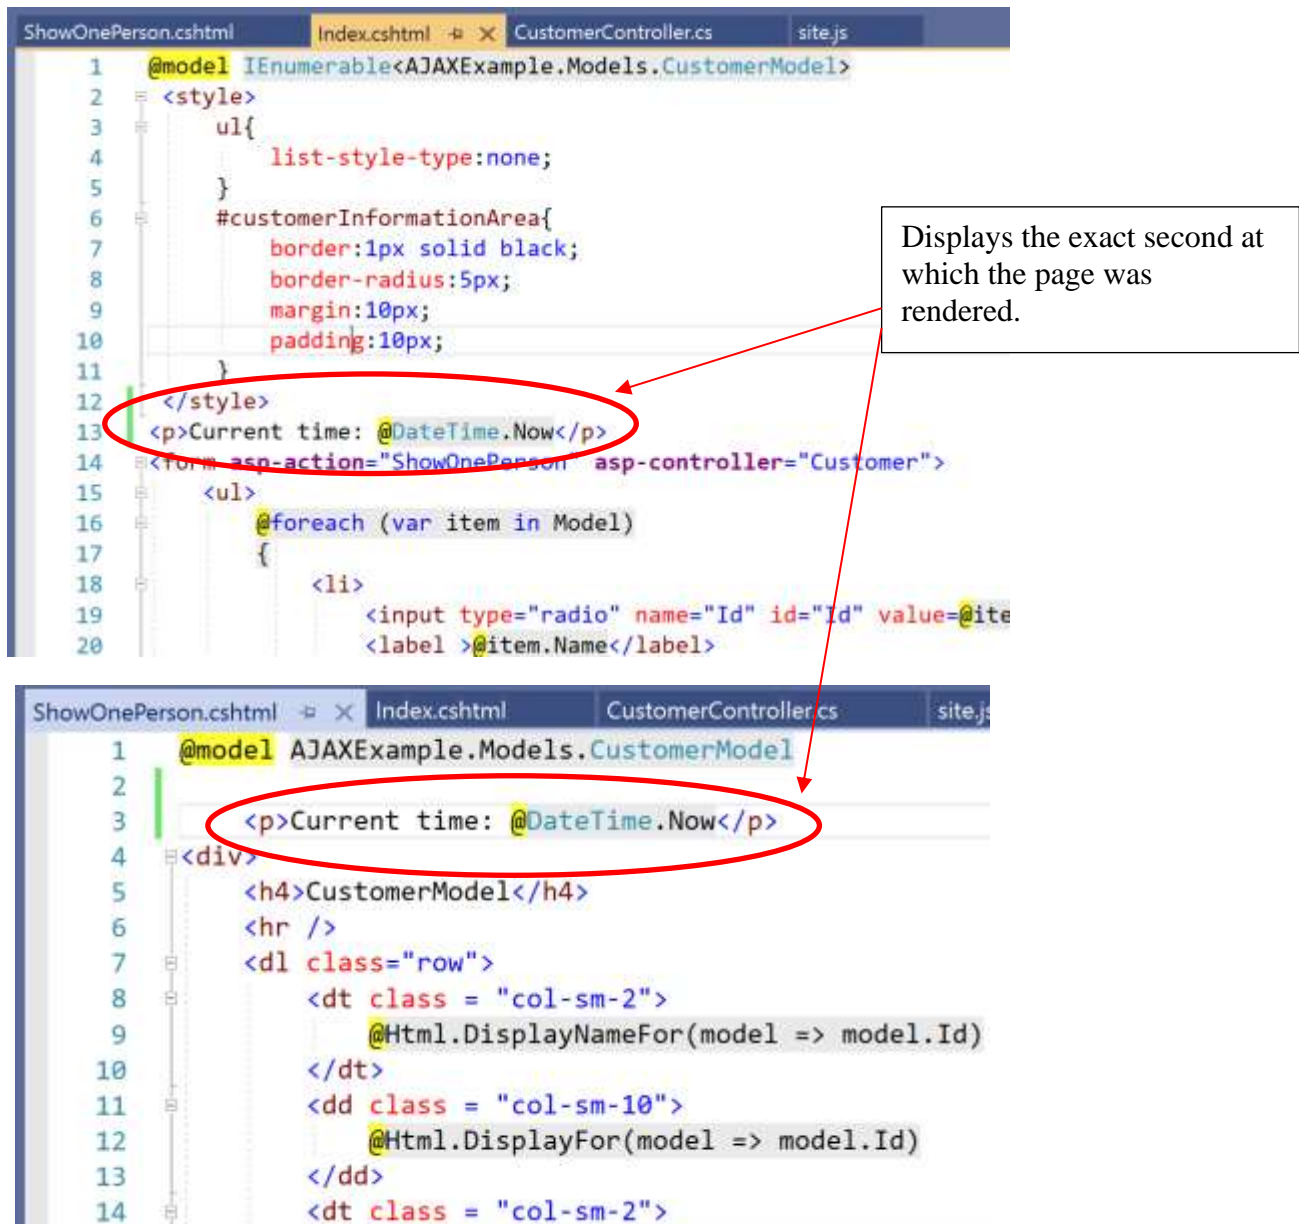 ShowOnePerson.cshtml Index.cshtml CustomerController.cs site.js
1 @model IEnumerable<AJAXExample.Models.CustomerModel>
2 <style>
3 ul{
4 list-style-type:none;
5 }
6 #customerInformationArea{
7 border:1px solid black;
8 border-radius:5px;
9 margin:10px;
10 padding:10px;
11 }
12 </style>
13 <p>Current time: @DateTime.Now</p>
14 <form asp-action="ShowOnePerson" asp-controller="Customer">
15 <ul>
16 @foreach (var item in Model)
17 {
18 <li>
19 <input type="radio" name="Id" id="Id" value=@ite
20 <label >@item.Name</label>
Displays the exact second at
which the page was
rendered.
ShowOnePerson.cshtml Index.cshtml CustomerController.cs site.js
1 @model AJAXExample.Models.CustomerModel
2
3 <p>Current time: @DateTime.Now</p>
4 <div>
5 <h4>CustomerModel</h4>
6 <hr />
7 <dl class="row">
8 <dt class = "col-sm-2">
9 @Html.DisplayNameFor(model => model.Id)
10 </dt>
11 <dd class = "col-sm-10">
12 @Html.DisplayFor(model => model.Id)
13 </dd>
14 <dt class = "col-sm-2">